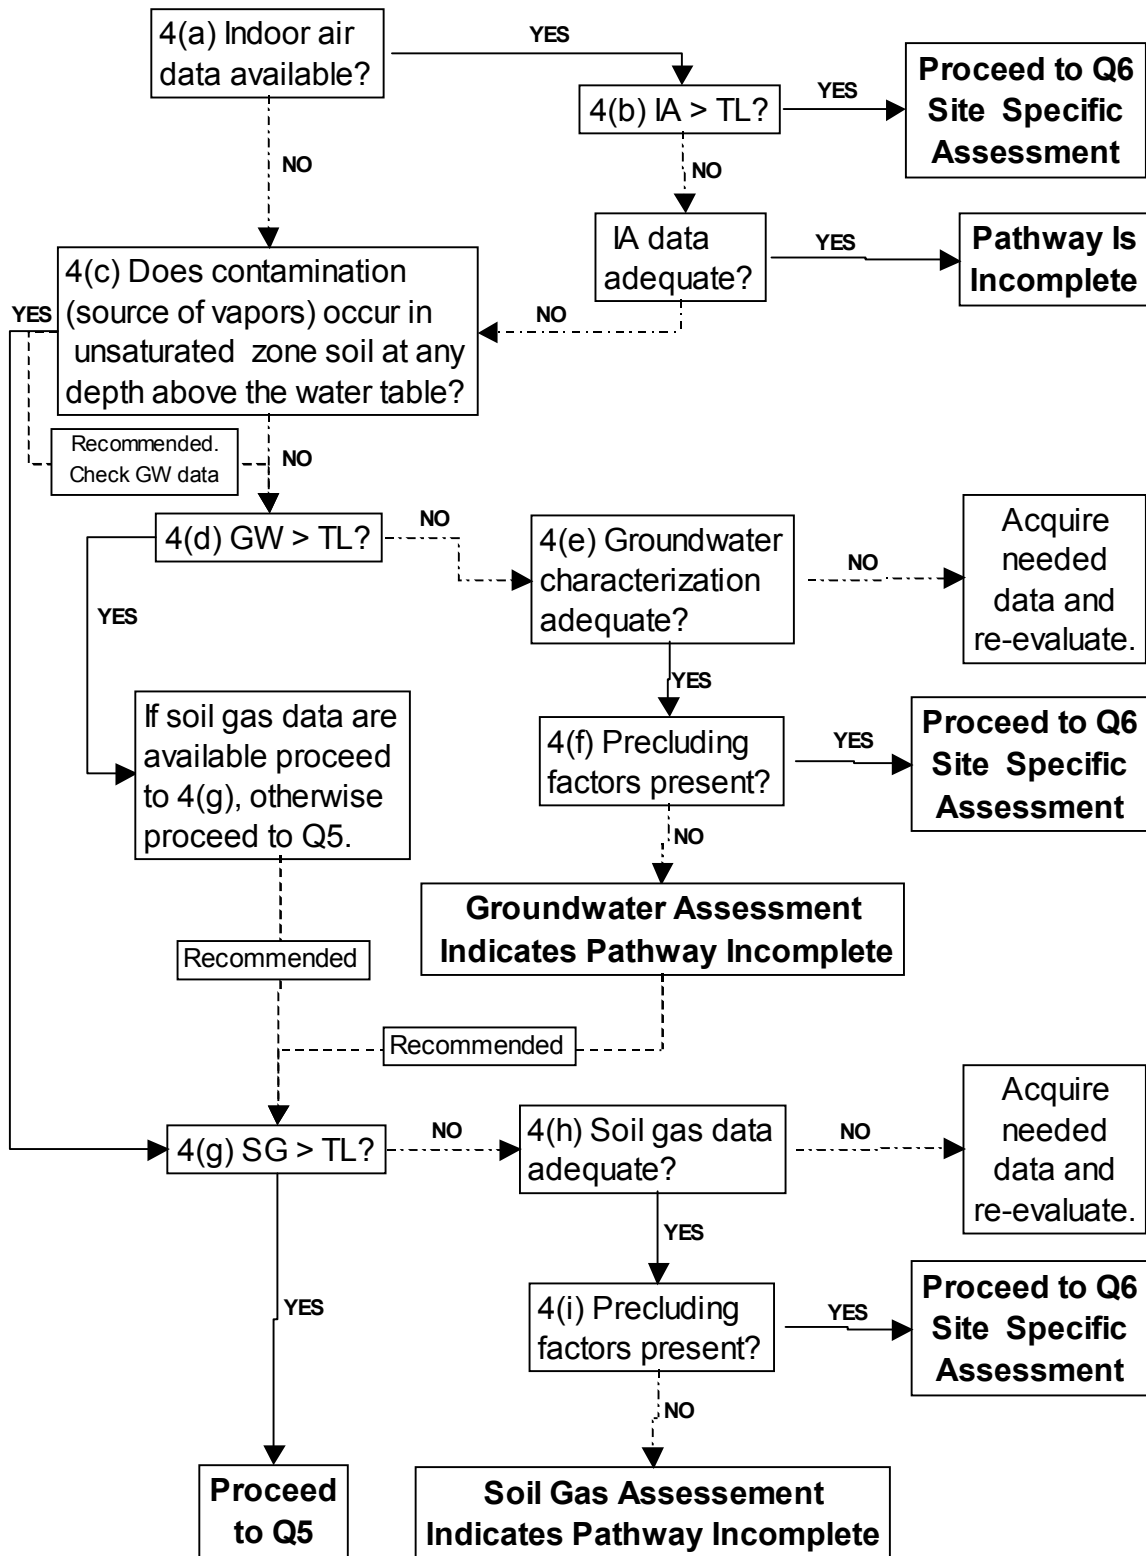 4(a) Indoor air
data available?
YES
4(b) IA > TL?
YES
Proceed to Q6
Site Specific
Assessment
NO
NO
IA data
adequate?
YES
Pathway Is
Incomplete
NO
YES
4(c) Does contamination
(source of vapors) occur in
unsaturated zone soil at any
depth above the water table?
Recommended.
Check GW data
NO
4(d) GW > TL?
NO
4(e) Groundwater
characterization
adequate?
NO
Acquire
needed
data and
re-evaluate.
YES
YES
If soil gas data are
available proceed
to 4(g), otherwise
proceed to Q5.
4(f) Precluding
factors present?
YES
Proceed to Q6
Site Specific
Assessment
NO
Groundwater Assessment
Indicates Pathway Incomplete
Recommended
Recommended
4(g) SG > TL?
NO
4(h) Soil gas data
adequate?
NO
Acquire
needed
data and
re-evaluate.
YES
YES
4(i) Precluding
factors present?
YES
Proceed to Q6
Site Specific
Assessment
NO
Proceed
to Q5
Soil Gas Assessement
Indicates Pathway Incomplete